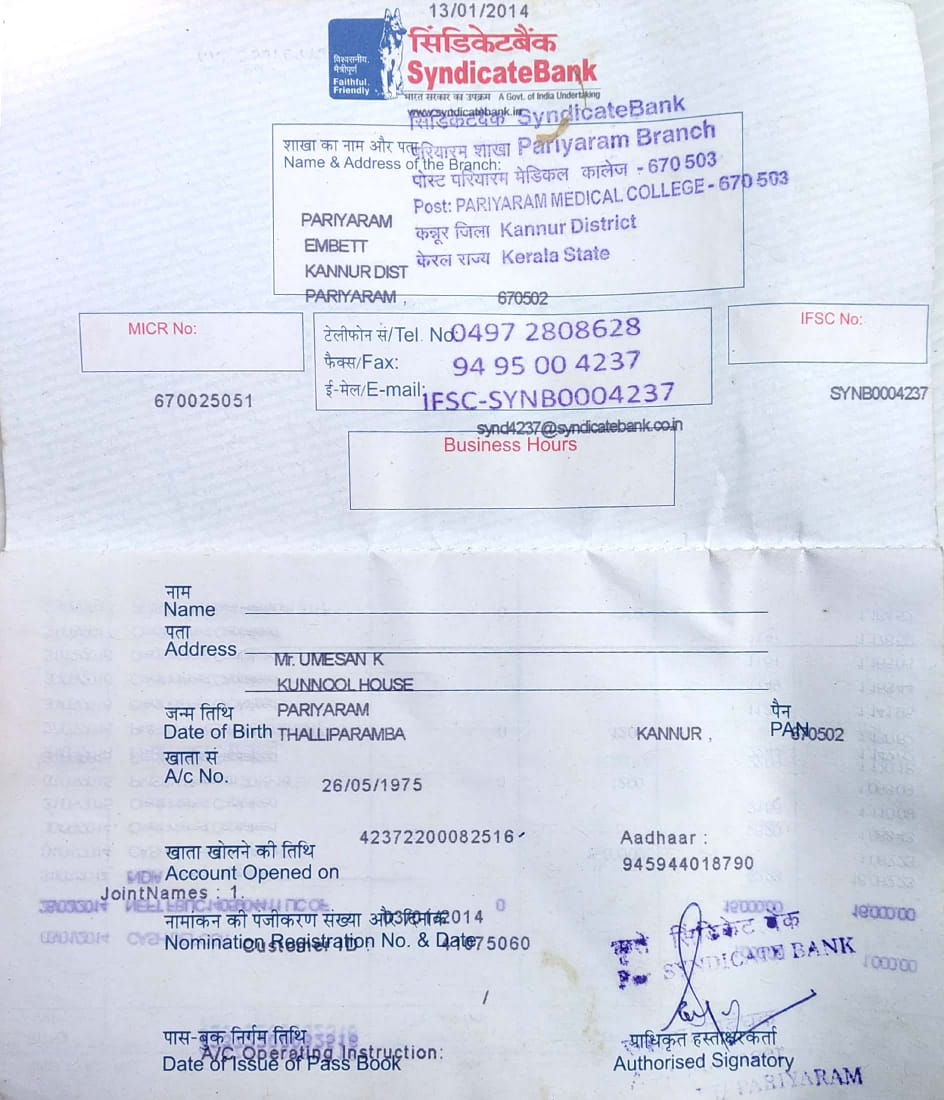 13/01/2014
विश्वसनीय, मैत्रीपूर्ण
Faithful, Friendly
सिंडिकेटबैंक
SyndicateBank
भारत सरकार का उपक्रम A Govt. of India Undertaking
www.syndicatebank.in
सिंडिकेटबैंक SyndicateBank
शाखा का नाम और पता
परियारम शाखा Pariyaram Branch
Name & Address of the Branch:
पोस्ट परियारम मेडिकल कालेज - 670 503
Post: PARIYARAM MEDICAL COLLEGE - 670 503
PARIYARAM
कन्नूर जिला Kannur District
EMBETT
केरल राज्य Kerala State
KANNUR DIST
PARIYARAM , 670502
MICR No:
टेलीफोन सं/Tel. No 0497 2808628
IFSC No:
फैक्स/Fax: 94 95 00 4237
ई-मेल/E-mail: IFSC-SYNB0004237
670025051
SYNB0004237
synd4237@syndicatebank.co.in
Business Hours
नाम
Name
पता
Address
Mr. UMESAN K
KUNNOOL HOUSE
जन्म तिथि PARIYARAM पैन
Date of Birth THALLIPARAMBA KANNUR , PAN 670502
खाता सं
A/c No.
26/05/1975
42372200082516 Aadhaar :
खाता खोलने की तिथि 945944018790
Account Opened on
JointNames : 1.
नामांकन की पंजीकरण संख्या और दिनांक 2014
Nomination Registration No. & Date
Customer ID : 41075060
सिंडिकेट बैंक
SYNDICATE BANK
/
पास-बुक निर्गम तिथि
A/C Operating Instruction:
Date of Issue of Pass Book
प्राधिकृत हस्ताक्षरकर्ता
Authorised Signatory
PARIYARAM